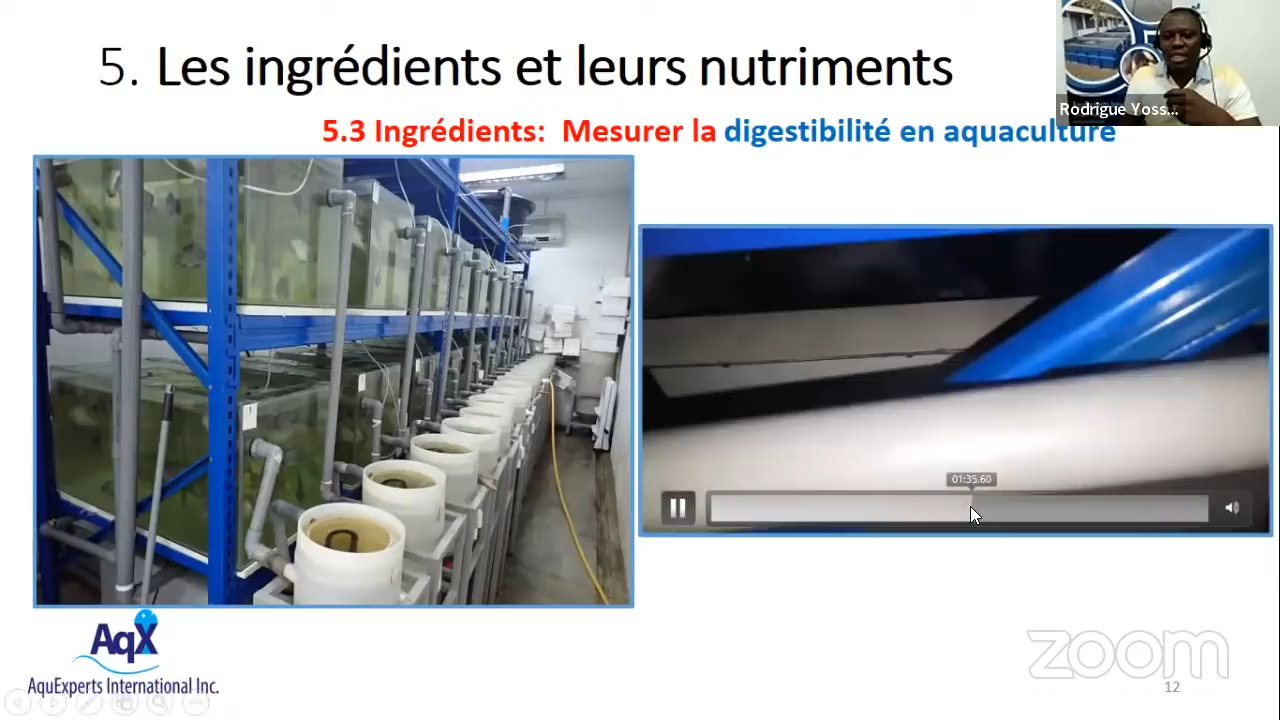 5. Les ingrédients et leurs nutriments
Rodrigue Yoss...
5.3 Ingrédients: Mesurer la digestibilité en aquaculture
01:35.60
AqX
AquExperts International Inc.
zoom
12